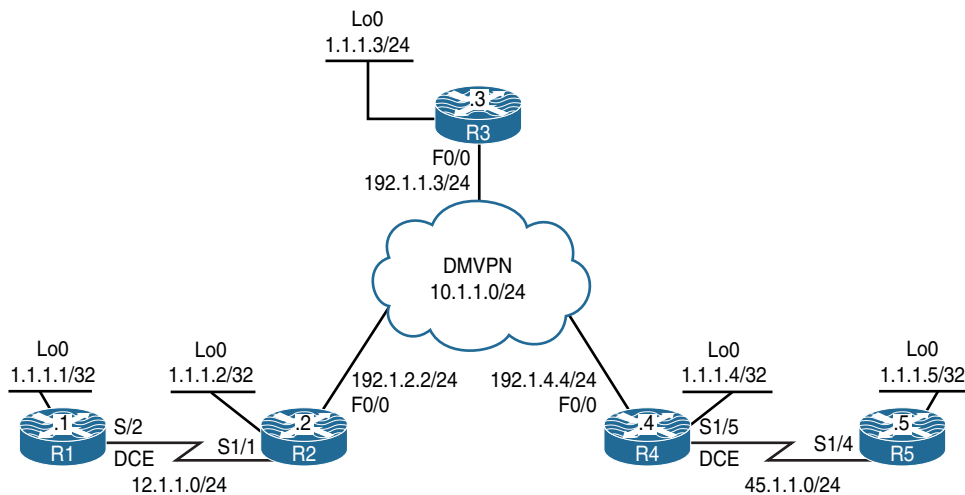 Lo0
1.1.1.3/24
.3
R3
F0/0
192.1.1.3/24
DMVPN
10.1.1.0/24
Lo0
1.1.1.1/32
Lo0
1.1.1.2/32
192.1.2.2/24
F0/0
192.1.4.4/24
F0/0
Lo0
1.1.1.4/32
Lo0
1.1.1.5/32
.1
R1
S/2
DCE
S1/1
.2
R2
12.1.1.0/24
.4
R4
S1/5
DCE
S1/4
.5
R5
45.1.1.0/24